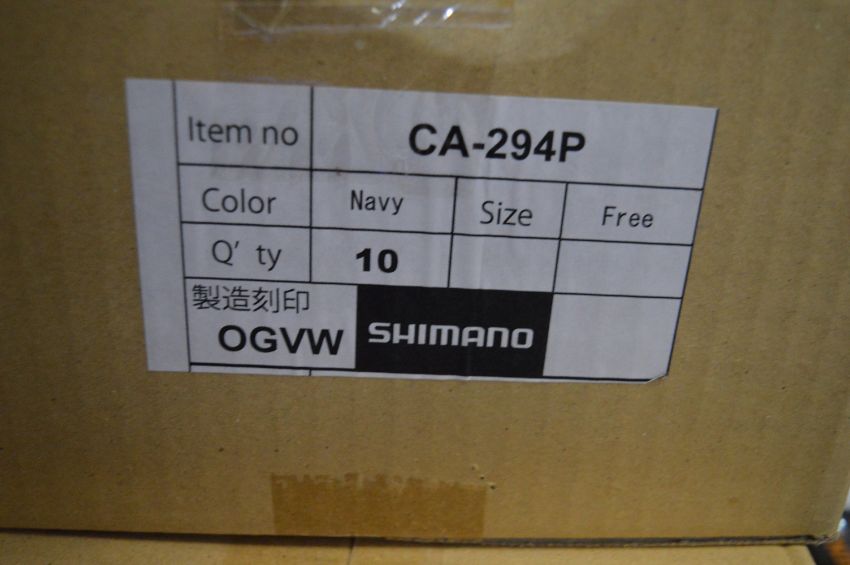 Item no CA-294P
Color Navy Size Free
Q' ty 10
製造刻印
OGVW SHIMANO